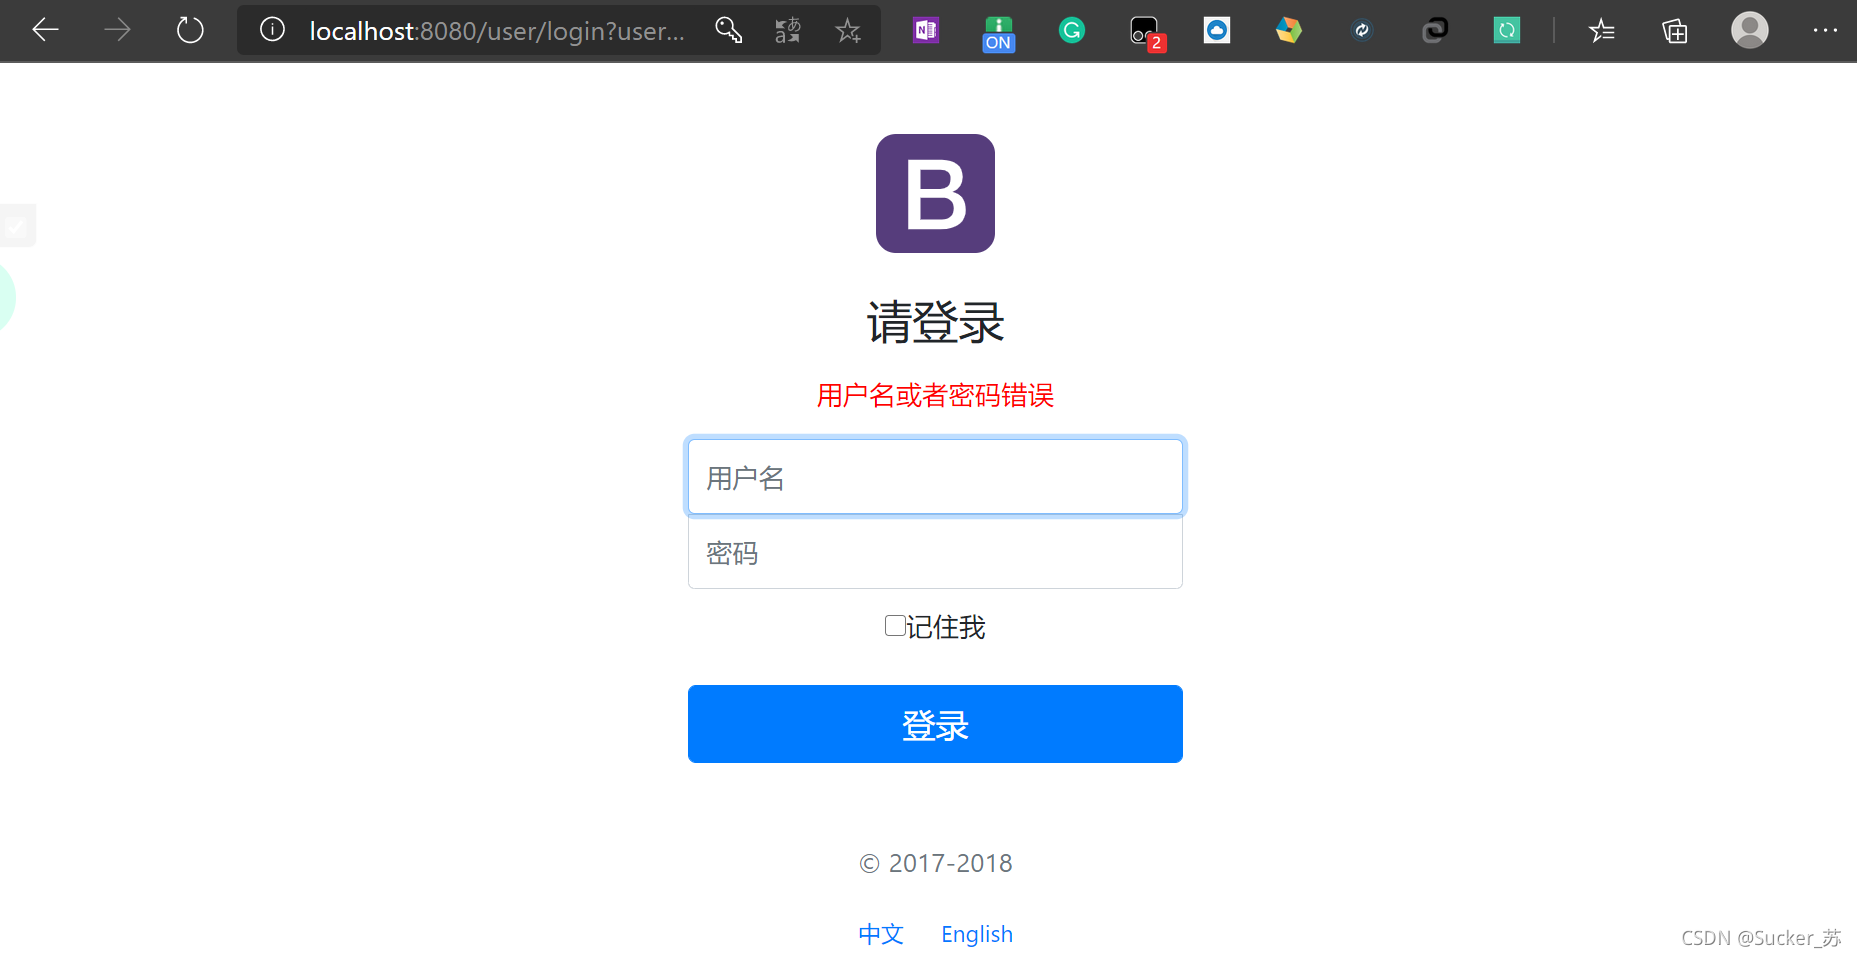 localhost:8080/user/login?user...
ON
2
B
请登录
用户名或者密码错误
用户名
密码
记住我
登录
© 2017-2018
中文 English
CSDN @Sucker_苏